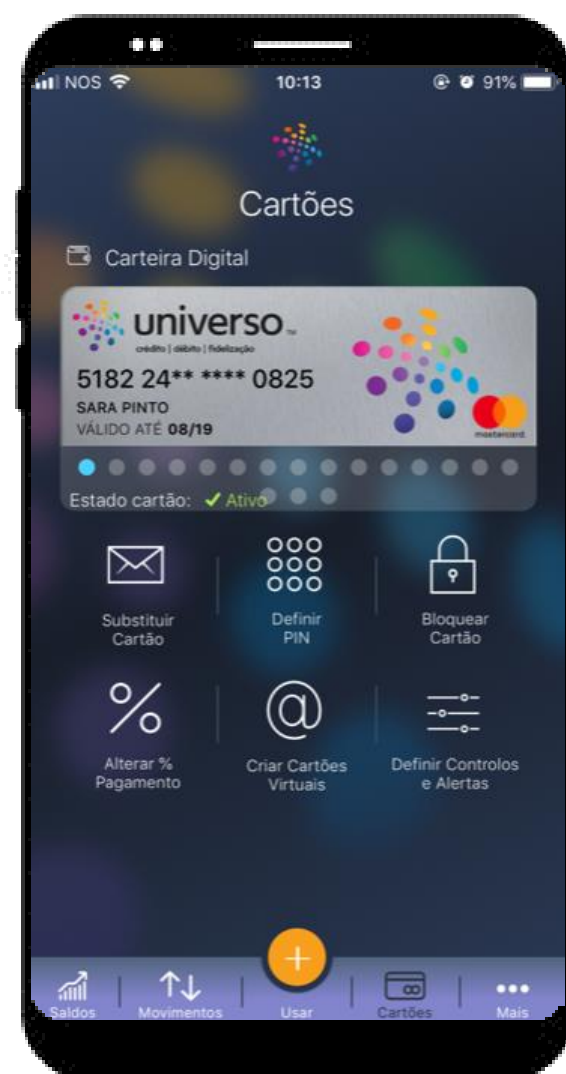 NOS 10:13 91%
Cartões
Carteira Digital
universo™
crédito | débito | fidelização
5182 24** **** 0825
SARA PINTO
VÁLIDO ATÉ 08/19
mastercard
Estado cartão: ✓ Ativo
Substituir
Cartão
Definir
PIN
Bloquear
Cartão
%
Alterar %
Pagamento
@
Criar Cartões
Virtuais
Definir Controlos
e Alertas
Saldos
Movimentos
Usar
Cartões
Mais